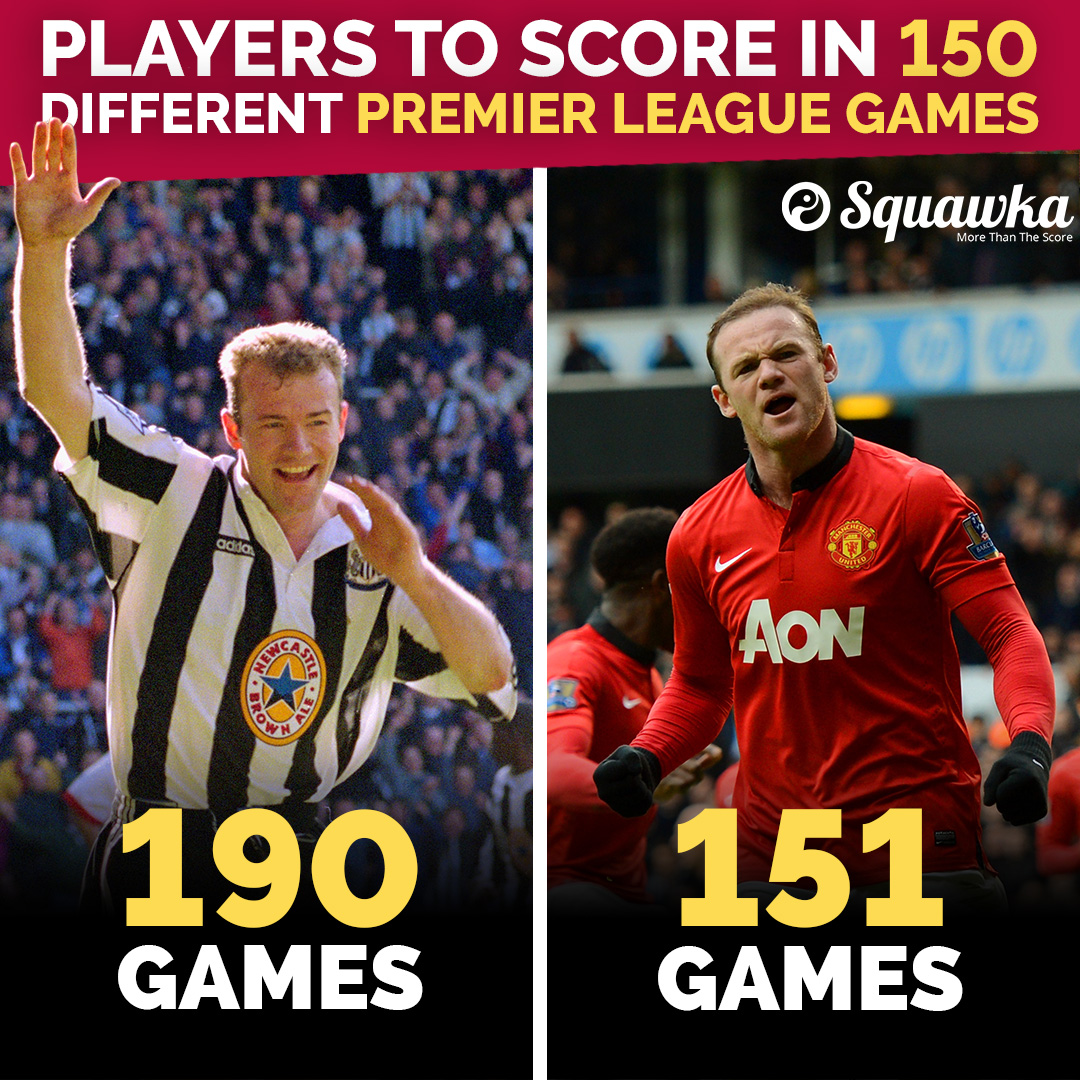 PLAYERS TO SCORE IN 150
DIFFERENT PREMIER LEAGUE GAMES
Squawka
More Than The Score
adidas
NEWCASTLE
BROWN ALE
MANCHESTER
UNITED
AON
hp
190
GAMES
151
GAMES